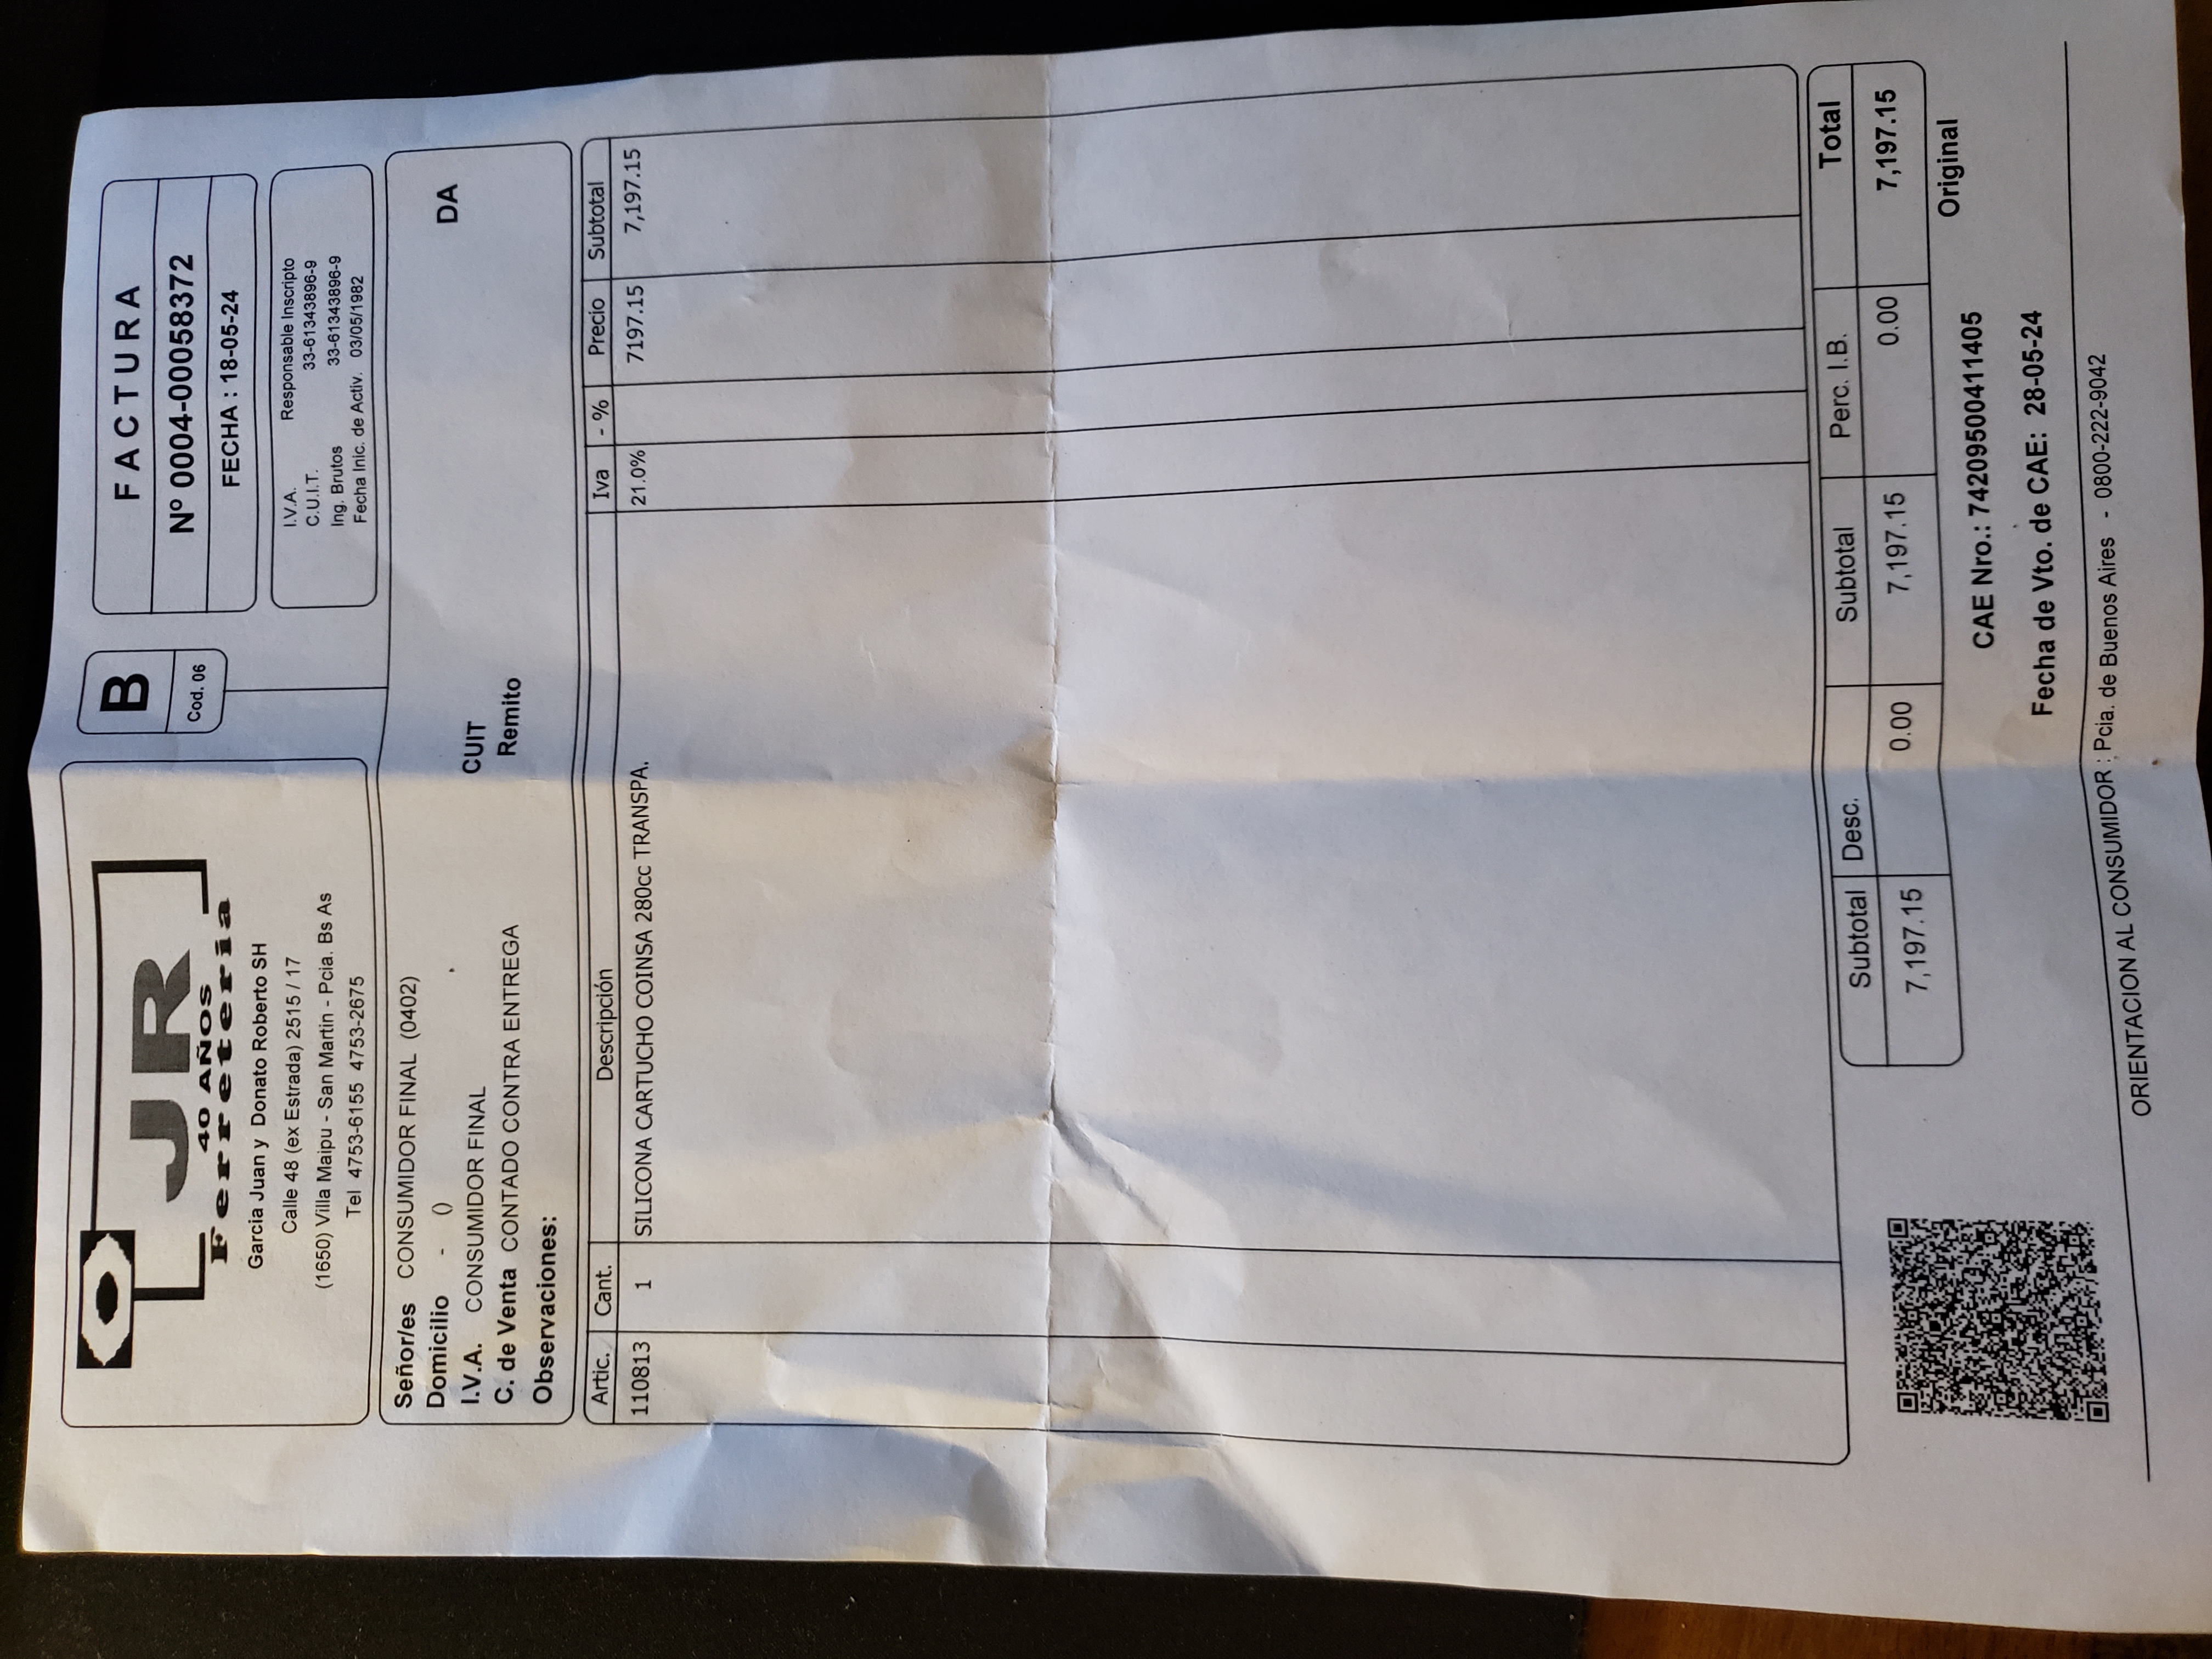 JR
40 AÑOS
Ferreteria
Garcia Juan y Donato Roberto SH
Calle 48 (ex Estrada) 2515 / 17
(1650) Villa Maipu - San Martin - Pcia. Bs As
Tel 4753-6155 4753-2675
B
Cod. 06
FACTURA
Nº 0004-00058372
FECHA : 18-05-24
I.V.A. Responsable Inscripto
C.U.I.T. 33-61343896-9
Ing. Brutos 33-61343896-9
Fecha Inic. de Activ. 03/05/1982
Señor/es CONSUMIDOR FINAL (0402)
Domicilio - ()
DA
I.V.A. CONSUMIDOR FINAL CUIT
C. de Venta CONTADO CONTRA ENTREGA Remito
Observaciones:
Artic. Cant. Descripción Iva - % Precio Subtotal
110813 1 SILICONA CARTUCHO COINSA 280cc TRANSPA. 21.0% 7197.15 7,197.15
Subtotal Desc. Subtotal Perc. I.B. Total
7,197.15 0.00 7,197.15 0.00 7,197.15
Original
CAE Nro.: 74209500411405
Fecha de Vto. de CAE: 28-05-24
ORIENTACION AL CONSUMIDOR : Pcia. de Buenos Aires - 0800-222-9042